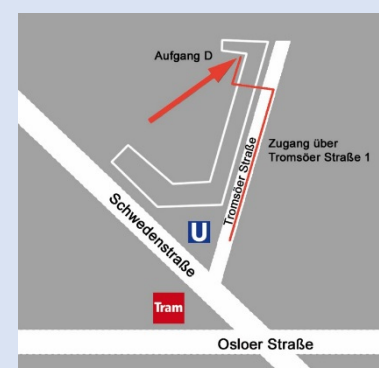 Aufgang D
Zugang über
Tromsöer Straße 1
Tromsöer Straße
Schwedenstraße
U
Tram
Osloer Straße